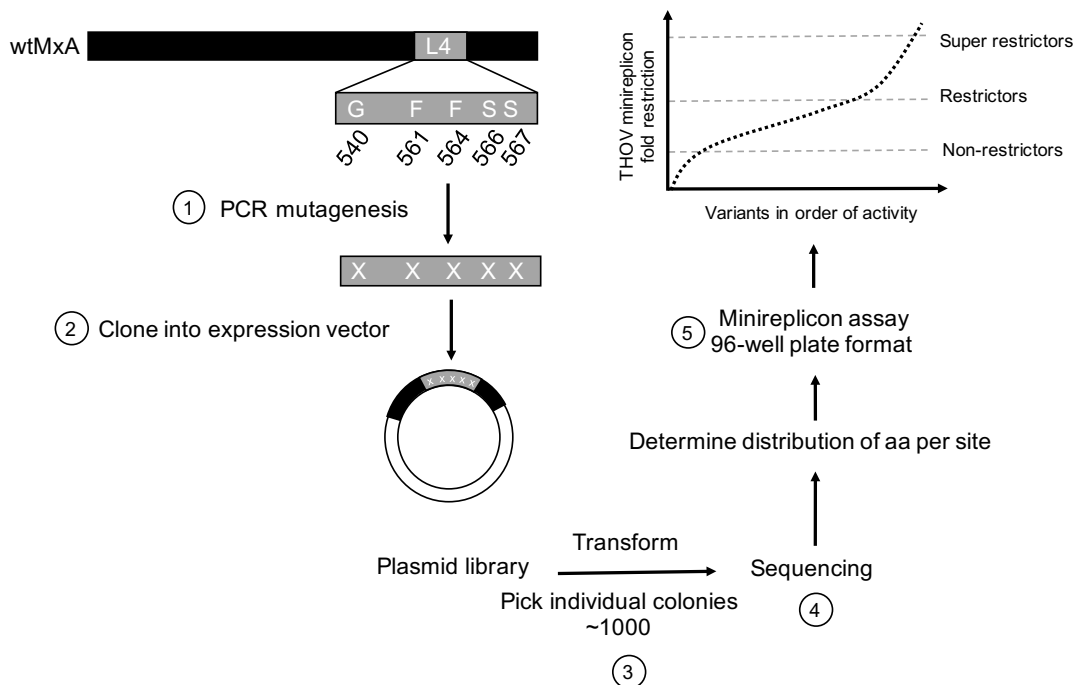 wtMxA
L4
G F F S S
540 561 564 566 567
1 PCR mutagenesis
X X X X X
2 Clone into expression vector
X X X X X
Plasmid library
Transform
Pick individual colonies
~1000
3
Sequencing
4
Determine distribution of aa per site
5 Minireplicon assay
96-well plate format
THOV minireplicon
fold restriction
Super restrictors
Restrictors
Non-restrictors
Variants in order of activity